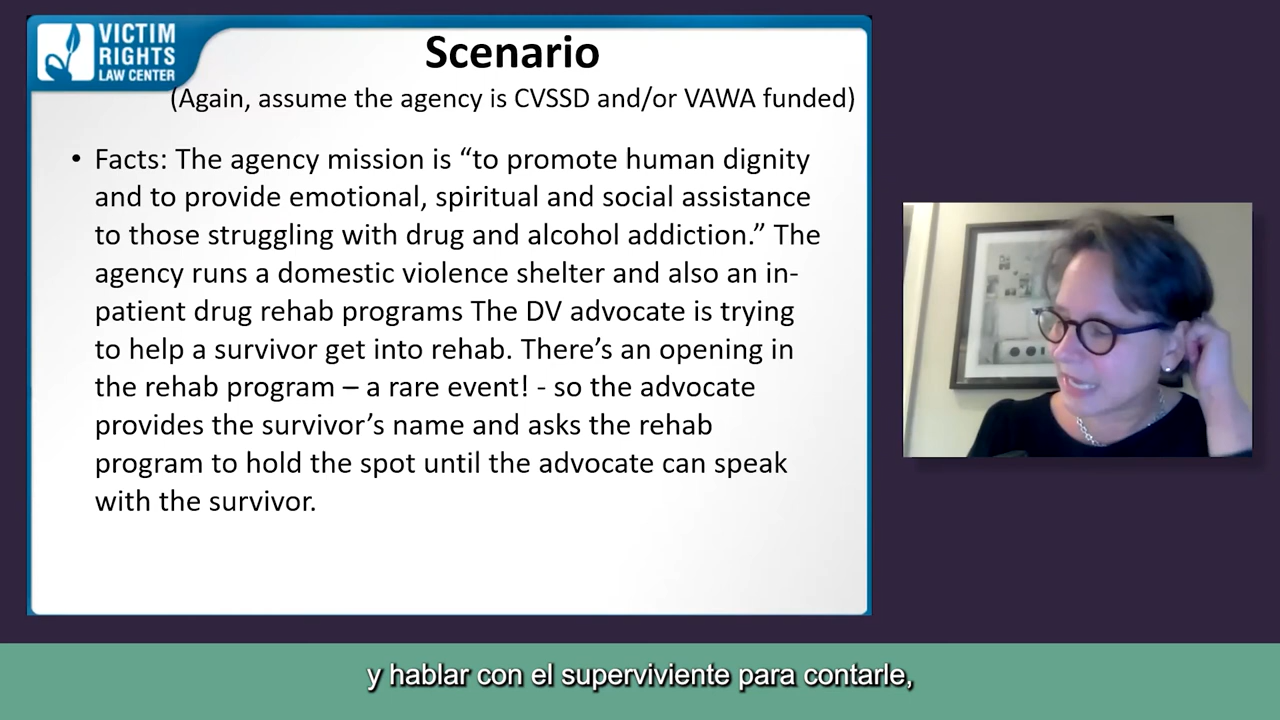 VICTIM
RIGHTS
LAW CENTER
Scenario
(Again, assume the agency is CVSSD and/or VAWA funded)
• Facts: The agency mission is “to promote human dignity
and to provide emotional, spiritual and social assistance
to those struggling with drug and alcohol addiction.” The
agency runs a domestic violence shelter and also an in-
patient drug rehab programs The DV advocate is trying
to help a survivor get into rehab. There’s an opening in
the rehab program – a rare event! - so the advocate
provides the survivor’s name and asks the rehab
program to hold the spot until the advocate can speak
with the survivor.
y hablar con el superviviente para contarle,